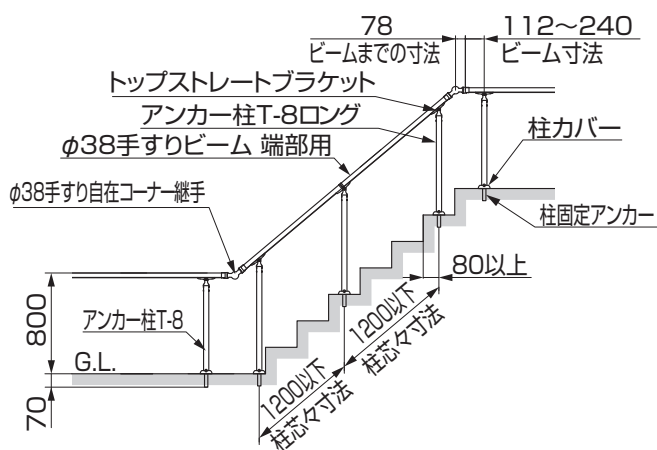 78
ビームまでの寸法
112〜240
ビーム寸法
トップストレートブラケット
アンカー柱T-8ロング
φ38手すりビーム 端部用
柱カバー
φ38手すり自在コーナー継手
柱固定アンカー
80以上
800
アンカー柱T-8
G.L.
70
1200以下
柱芯々寸法
1200以下
柱芯々寸法